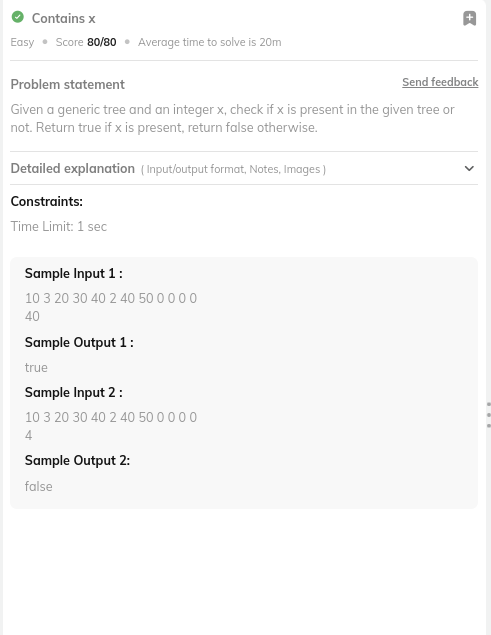 Contains x
Easy • Score 80/80 • Average time to solve is 20m
Problem statement
Send feedback
Given a generic tree and an integer x, check if x is present in the given tree or
not. Return true if x is present, return false otherwise.
Detailed explanation ( Input/output format, Notes, Images )
Constraints:
Time Limit: 1 sec
Sample Input 1 :
10 3 20 30 40 2 40 50 0 0 0 0
40
Sample Output 1 :
true
Sample Input 2 :
10 3 20 30 40 2 40 50 0 0 0 0
4
Sample Output 2:
false